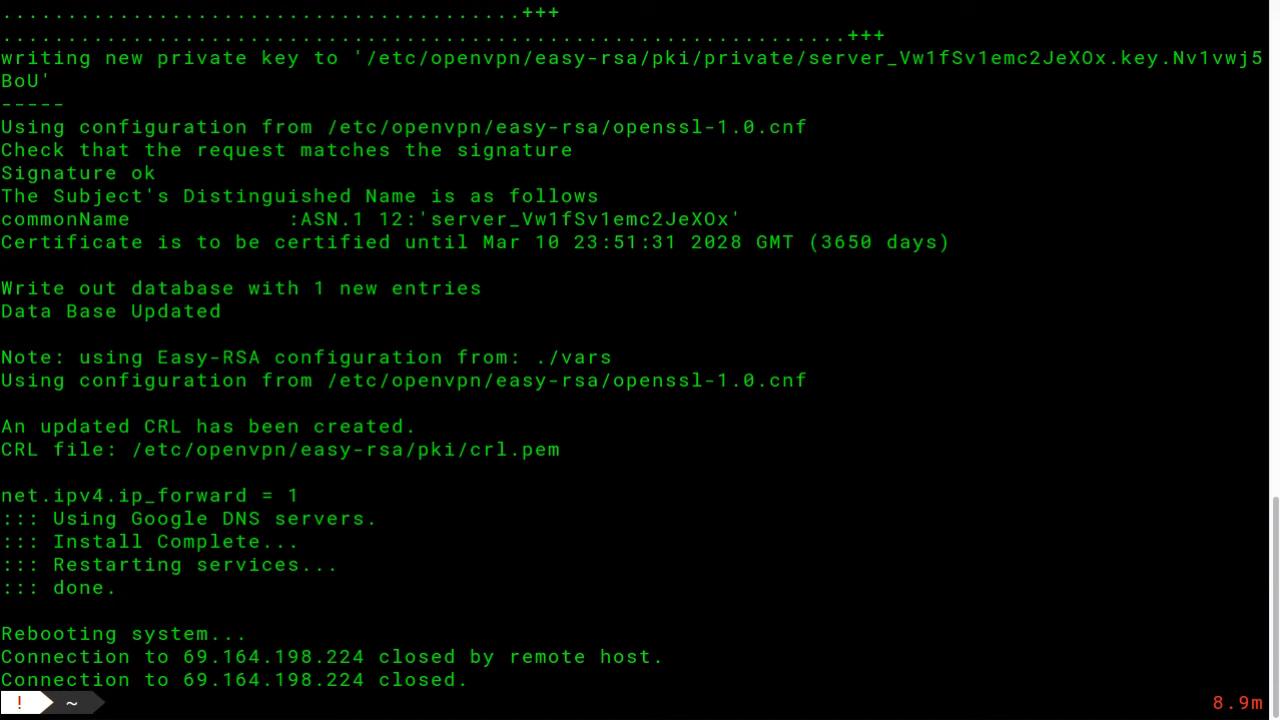 ........................................+++
.................................................................+++
writing new private key to '/etc/openvpn/easy-rsa/pki/private/server_Vw1fSv1emc2JeXOx.key.Nv1vwj5
BoU'
-----
Using configuration from /etc/openvpn/easy-rsa/openssl-1.0.cnf
Check that the request matches the signature
Signature ok
The Subject's Distinguished Name is as follows
commonName            :ASN.1 12:'server_Vw1fSv1emc2JeXOx'
Certificate is to be certified until Mar 10 23:51:31 2028 GMT (3650 days)
Write out database with 1 new entries
Data Base Updated
Note: using Easy-RSA configuration from: ./vars
Using configuration from /etc/openvpn/easy-rsa/openssl-1.0.cnf
An updated CRL has been created.
CRL file: /etc/openvpn/easy-rsa/pki/crl.pem
net.ipv4.ip_forward = 1
::: Using Google DNS servers.
::: Install Complete...
::: Restarting services...
::: done.
Rebooting system...
Connection to 69.164.198.224 closed by remote host.
Connection to 69.164.198.224 closed.
! ~ 8.9m